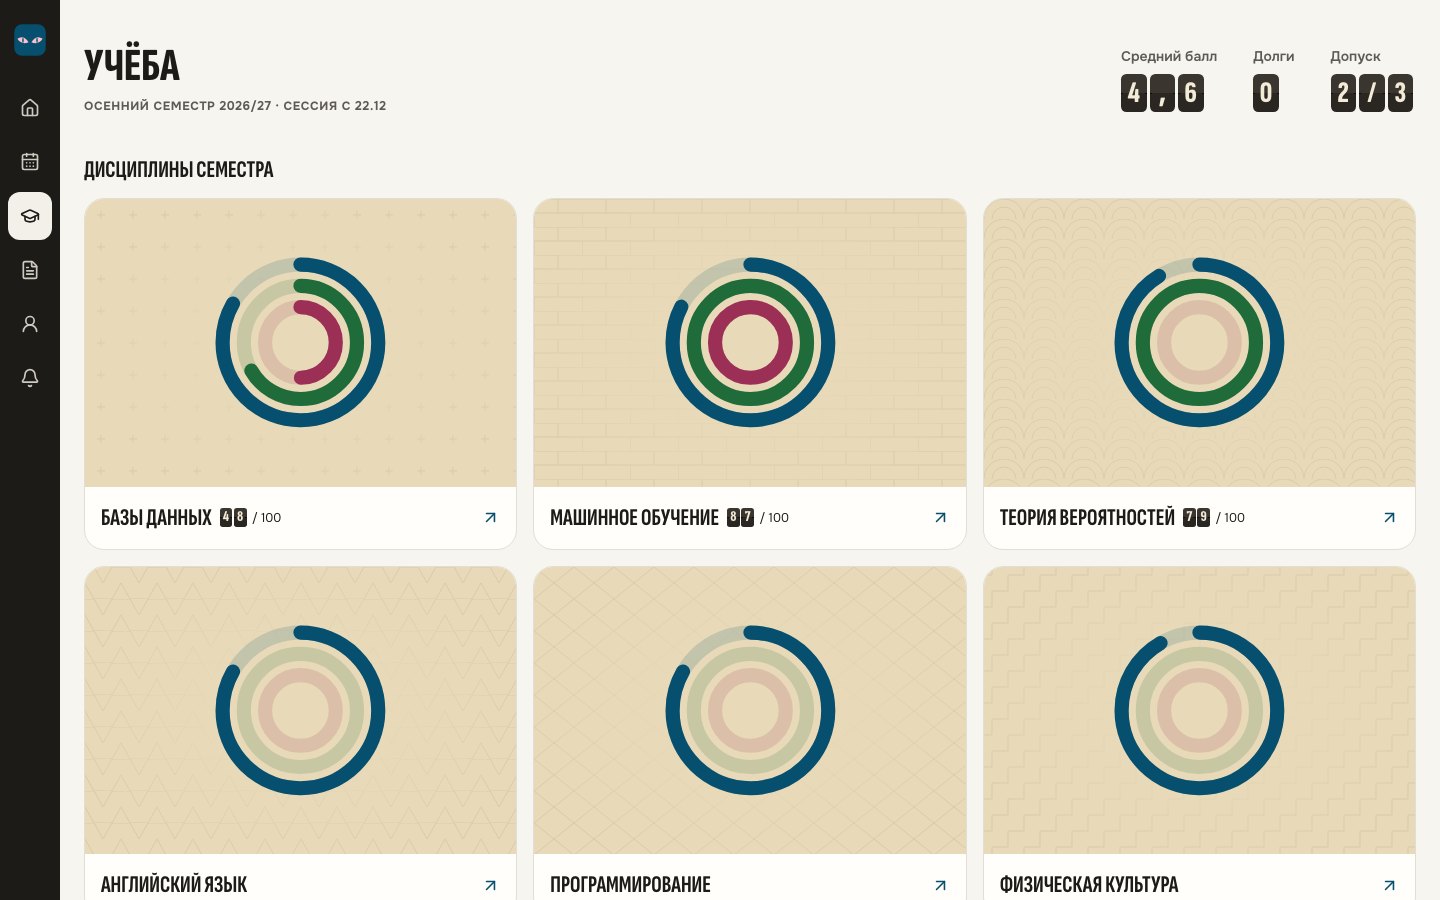 УЧЁБА
ОСЕННИЙ СЕМЕСТР 2026/27 · СЕССИЯ С 22.12
Средний балл
4,6
Долги
0
Допуск
2/3
ДИСЦИПЛИНЫ СЕМЕСТРА
БАЗЫ ДАННЫХ 48 / 100
МАШИННОЕ ОБУЧЕНИЕ 87 / 100
ТЕОРИЯ ВЕРОЯТНОСТЕЙ 79 / 100
АНГЛИЙСКИЙ ЯЗЫК
ПРОГРАММИРОВАНИЕ
ФИЗИЧЕСКАЯ КУЛЬТУРА